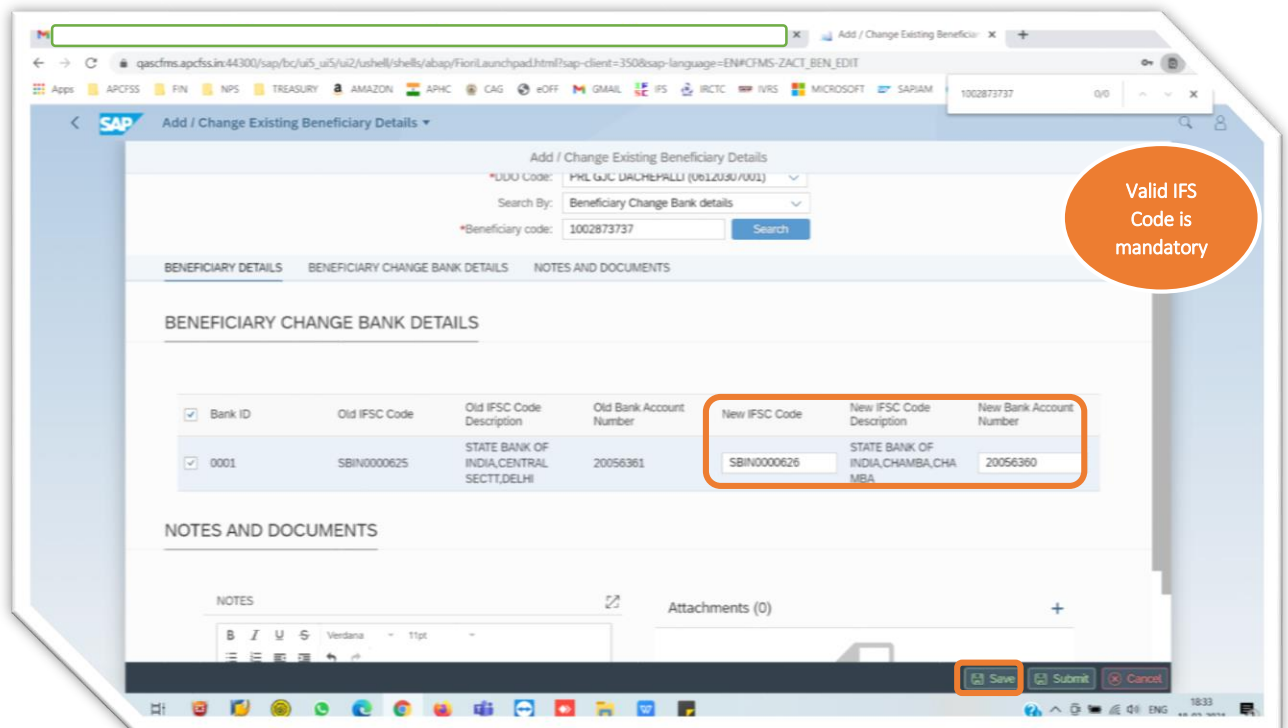 Add / Change Existing Beneficiar
qascfms.apcfss.in:44300/sap/bc/ui5_ui5/ui2/ushell/shells/abap/FioriLaunchpad.html?sap-client=350&sap-language=EN#CFMS-ZACT_BEN_EDIT
Apps APCFSS FIN NPS TREASURY AMAZON APHC CAG eOFF GMAIL IFS IRCTC IVRS MICROSOFT SAPIAM
1002873737 0/0
SAP Add / Change Existing Beneficiary Details
Add / Change Existing Beneficiary Details
*DDO Code: PRL GJC DACHEPALLI (06120307001)
Search By: Beneficiary Change Bank details
*Beneficiary code: 1002873737 Search
Valid IFS
Code is
mandatory
BENEFICIARY DETAILS BENEFICIARY CHANGE BANK DETAILS NOTES AND DOCUMENTS
BENEFICIARY CHANGE BANK DETAILS
Bank ID Old IFSC Code Old IFSC Code Description Old Bank Account Number New IFSC Code New IFSC Code Description New Bank Account Number
0001 SBIN0000625 STATE BANK OF INDIA,CENTRAL SECTT,DELHI 20056361 SBIN0000626 STATE BANK OF INDIA,CHAMBA,CHAMBA 20056360
NOTES AND DOCUMENTS
NOTES
Attachments (0)
B I U S Verdana 11pt
Save Submit Cancel
ENG 18:33